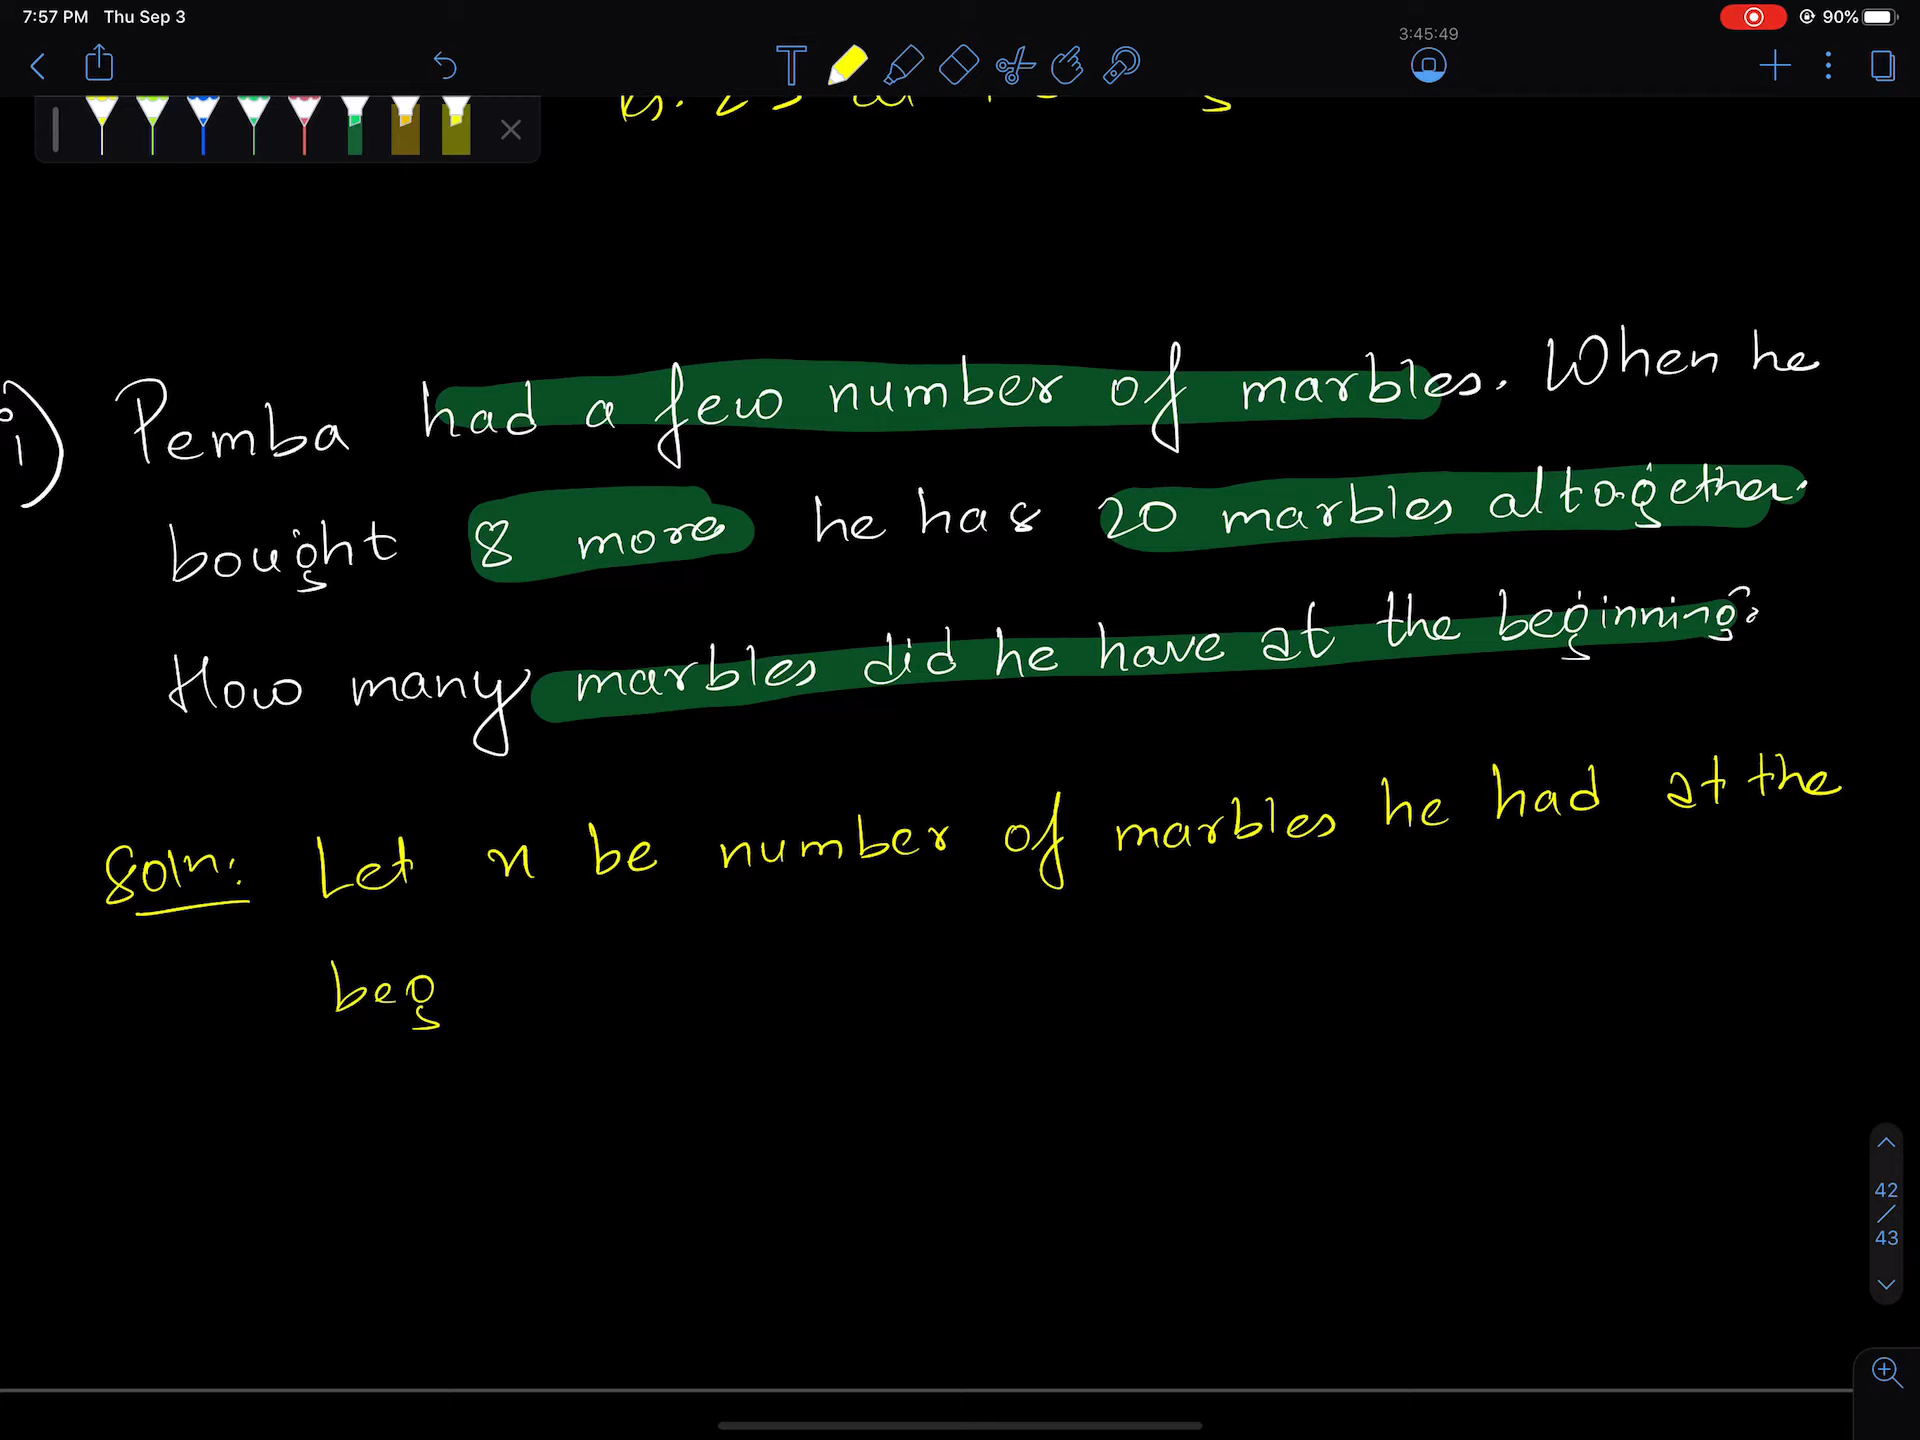 7:57 PM Thu Sep 3
90%
3:45:49
i) Pemba had a few number of marbles. When he
bought 8 more he has 20 marbles altogether.
How many marbles did he have at the beginning?
Soln: Let x be number of marbles he had at the
beg
42
/
43